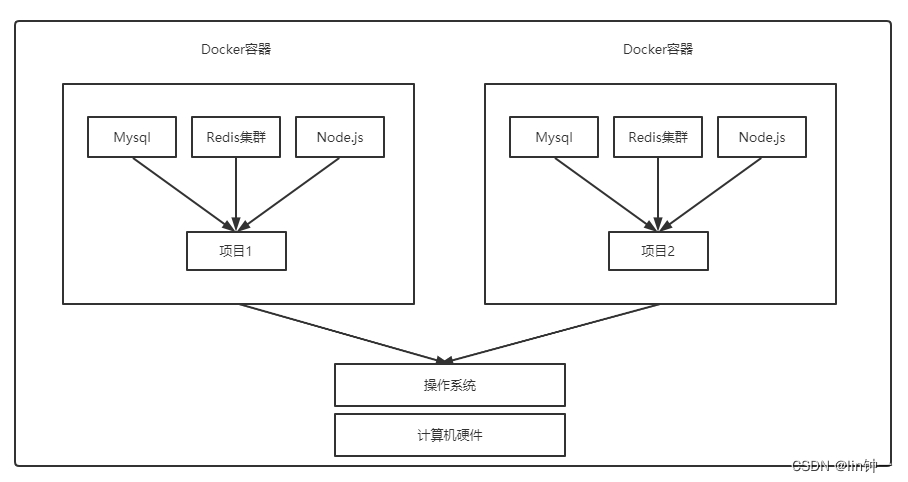 Docker容器
Docker容器
Mysql
Redis集群
Node.js
Mysql
Redis集群
Node.js
项目1
项目2
操作系统
计算机硬件
CSDN @lin钟一